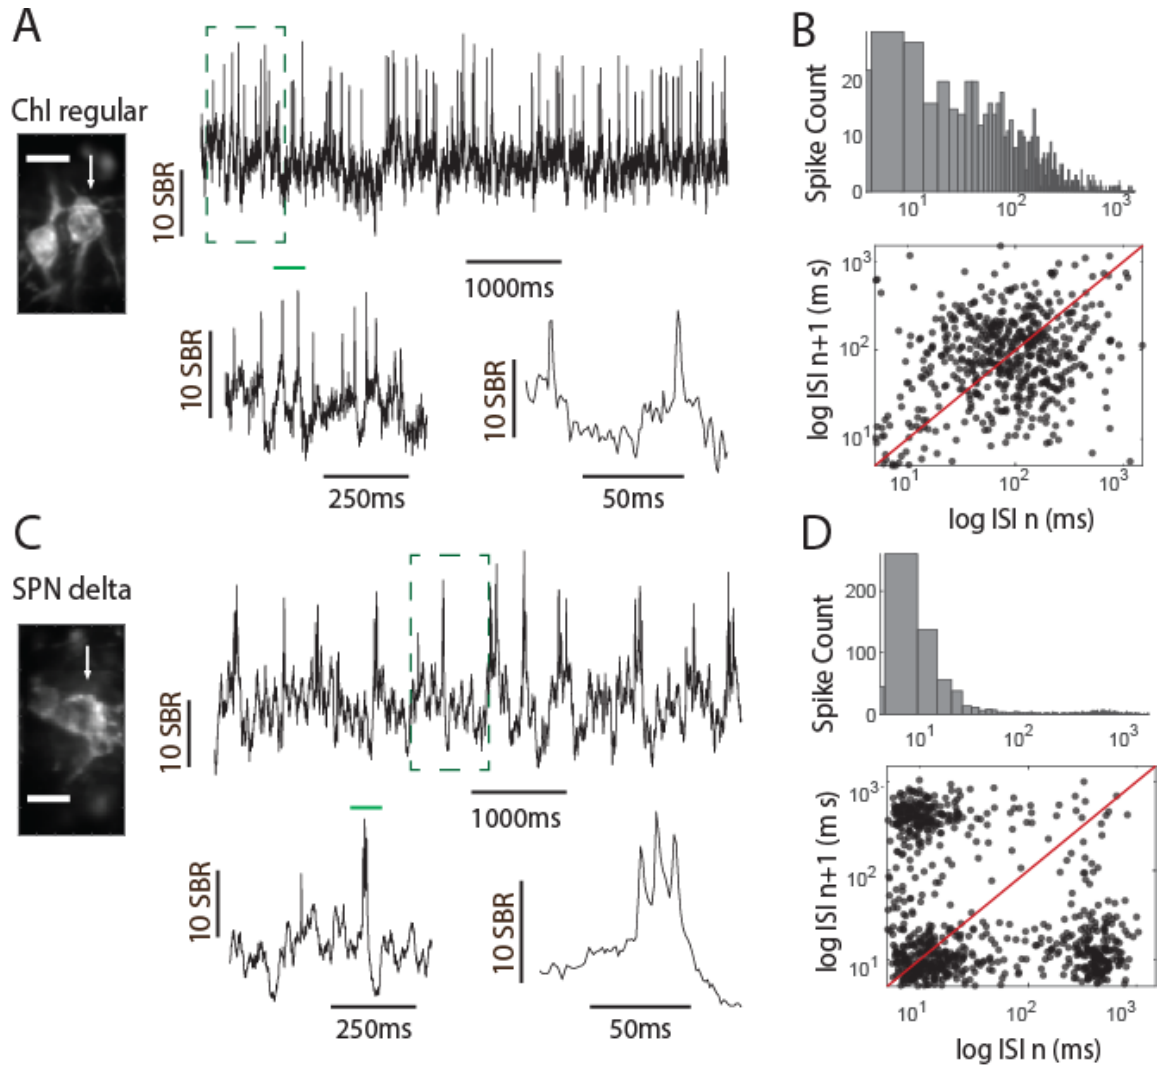 A
ChI regular
10 SBR
1000ms
10 SBR
250ms
10 SBR
50ms
B
Spike Count
20
10
0
10¹ 10² 10³
log ISI n+1 (m s)
10³
10²
10¹
10¹ 10² 10³
log ISI n (ms)
C
SPN delta
10 SBR
1000ms
10 SBR
250ms
10 SBR
50ms
D
Spike Count
200
100
0
10¹ 10² 10³
log ISI n+1 (m s)
10³
10²
10¹
10¹ 10² 10³
log ISI n (ms)